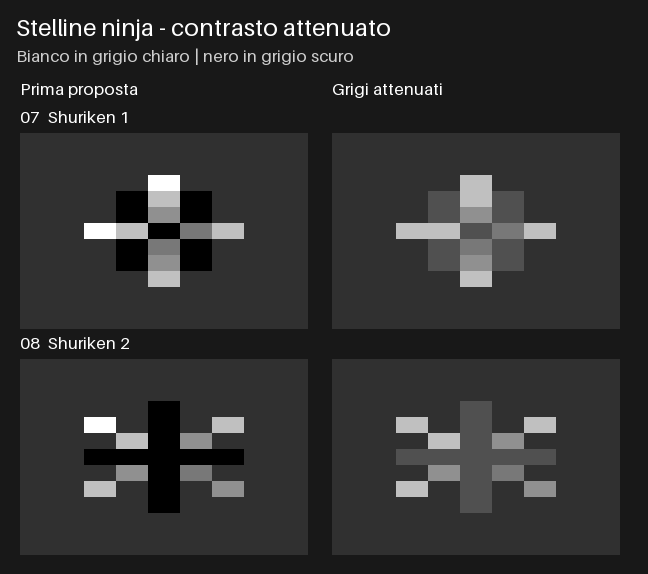 Stelline ninja - contrasto attenuato
Bianco in grigio chiaro | nero in grigio scuro
Prima proposta
Grigi attenuati
07 Shuriken 1
08 Shuriken 2